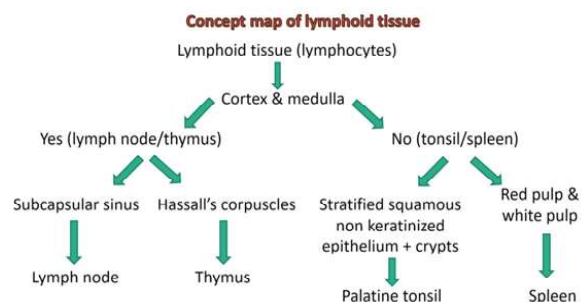 Concept map of lymphoid tissue
Lymphoid tissue (lymphocytes)
Cortex & medulla
Yes (lymph node/thymus)
No (tonsil/spleen)
Subcapsular sinus
Hassall's corpuscles
Stratified squamous
non keratinized
epithelium + crypts
Red pulp &
white pulp
Lymph node
Thymus
Palatine tonsil
Spleen